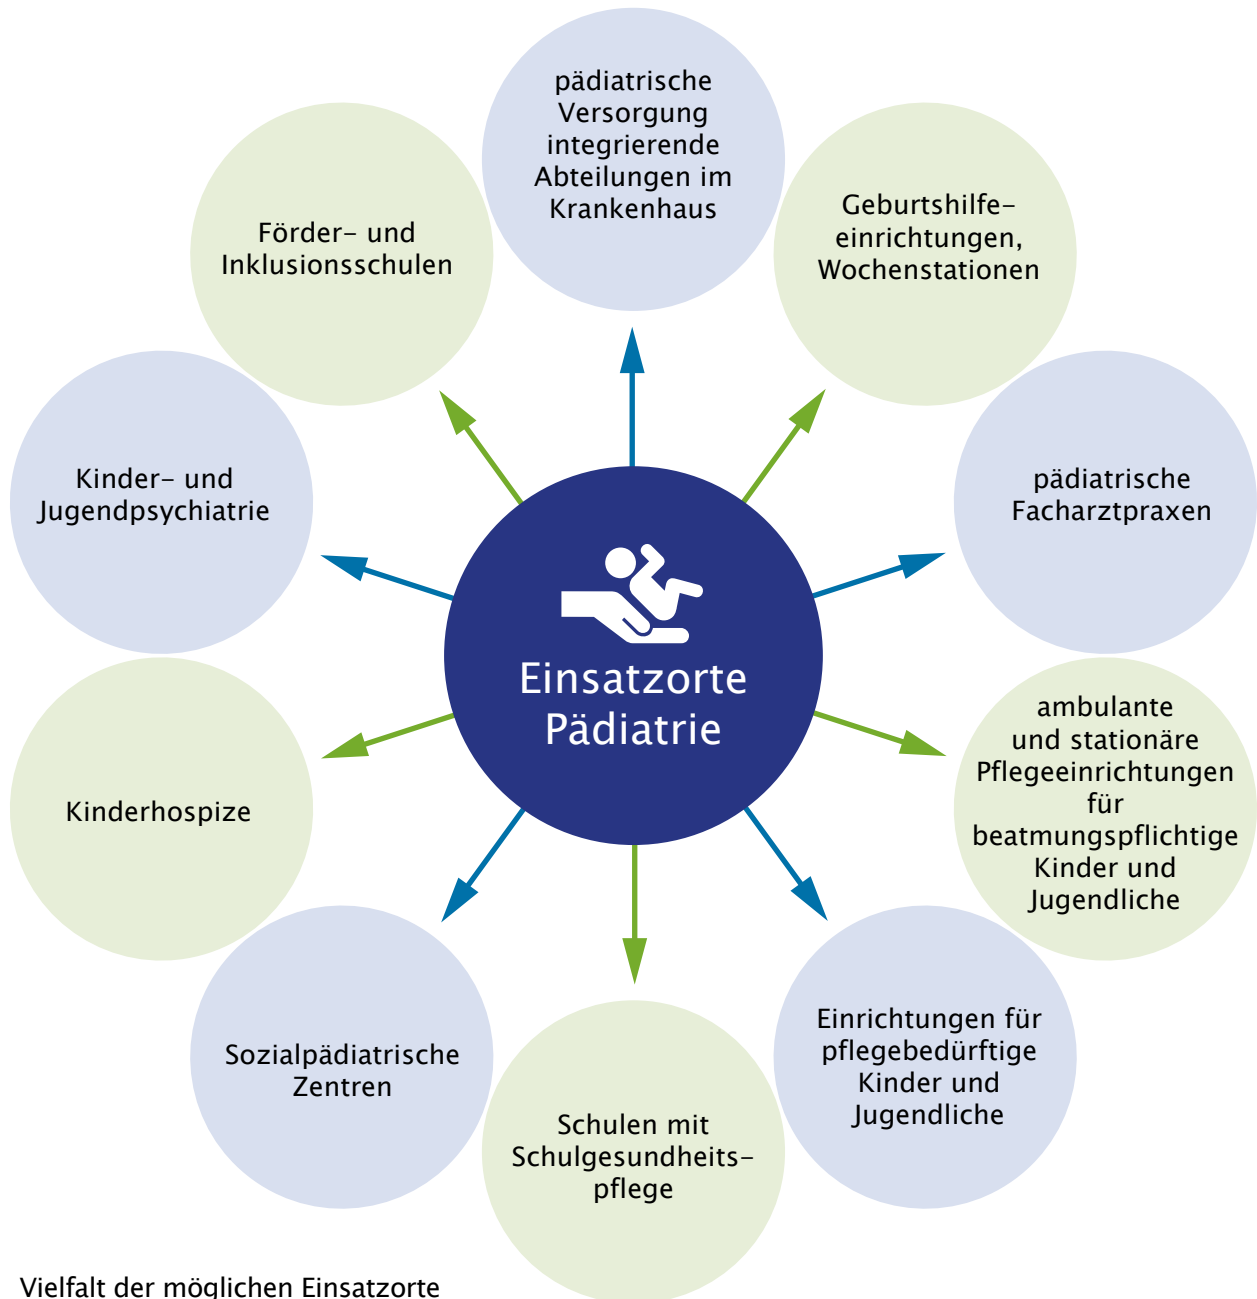 pädiatrische
Versorgung
integrierende
Abteilungen im
Krankenhaus
Geburtshilfe-
einrichtungen,
Wochenstationen
pädiatrische
Facharztpraxen
ambulante
und stationäre
Pflegeeinrichtungen
für
beatmungspflichtige
Kinder und
Jugendliche
Einrichtungen für
pflegebedürftige
Kinder und
Jugendliche
Schulen mit
Schulgesundheits-
pflege
Sozialpädiatrische
Zentren
Kinderhospize
Kinder- und
Jugendpsychiatrie
Förder- und
Inklusionsschulen
Einsatzorte
Pädiatrie
Vielfalt der möglichen Einsatzorte